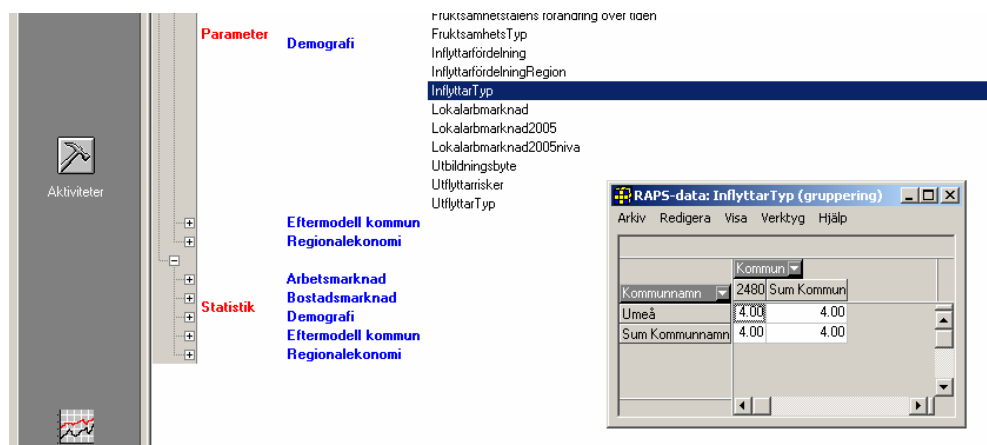 Fruktsamhetstalens förändring över tiden
Parameter
Demografi
FruktsamhetsTyp
Inflyttarfördelning
InflyttarfördelningRegion
InflyttarTyp
Lokalarbmarknad
Lokalarbmarknad2005
Lokalarbmarknad2005niva
Utbildningsbyte
Utflyttarrisker
UtflyttarTyp
Aktiviteter
Eftermodell kommun
Regionalekonomi
Statistik
Arbetsmarknad
Bostadsmarknad
Demografi
Eftermodell kommun
Regionalekonomi
RAPS-data: InflyttarTyp (gruppering)
Arkiv Redigera Visa Verktyg Hjälp
Kommun
Kommunnamn 2480 Sum Kommun
Umeå 4.00 4.00
Sum Kommunnamn 4.00 4.00